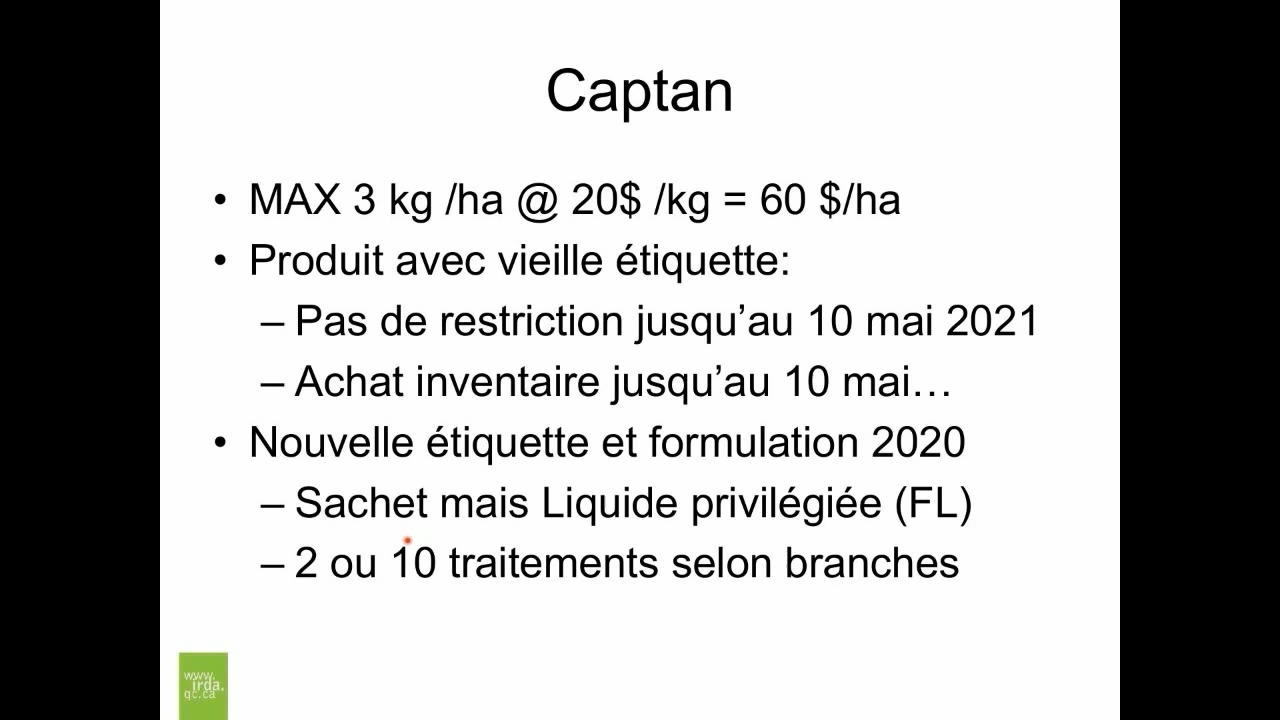 Captan
• MAX 3 kg /ha @ 20$ /kg = 60 $/ha
• Produit avec vieille étiquette:
– Pas de restriction jusqu’au 10 mai 2021
– Achat inventaire jusqu’au 10 mai…
• Nouvelle étiquette et formulation 2020
– Sachet mais Liquide privilégiée (FL)
– 2 ou 10 traitements selon branches
www.
irda.
qc.ca